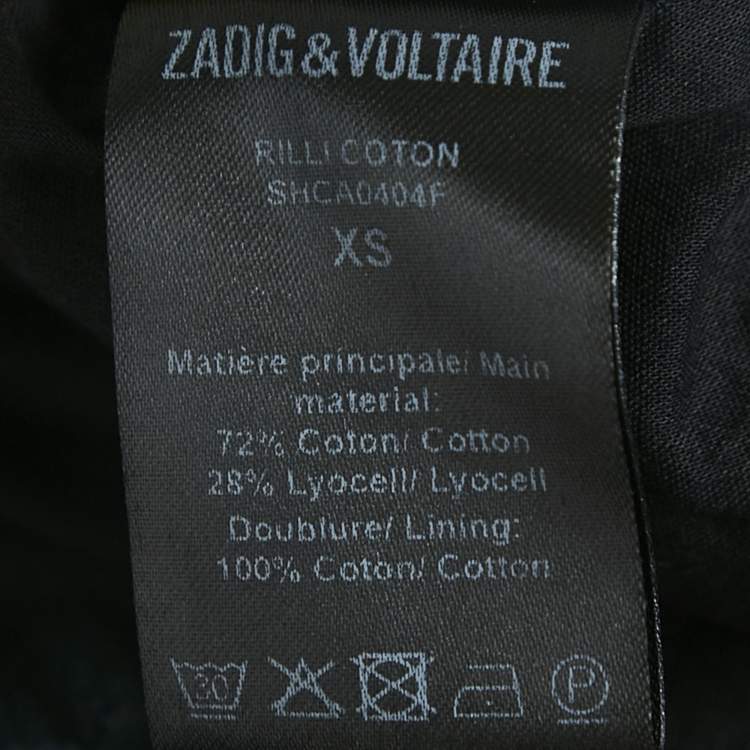 ZADIG&VOLTAIRE
RILLI COTON
SHCA0404F
XS
Matière principale/ Main
material:
72% Coton/ Cotton
28% Lyocell/ Lyocell
Doublure/ Lining:
100% Coton/ Cotton
30
P